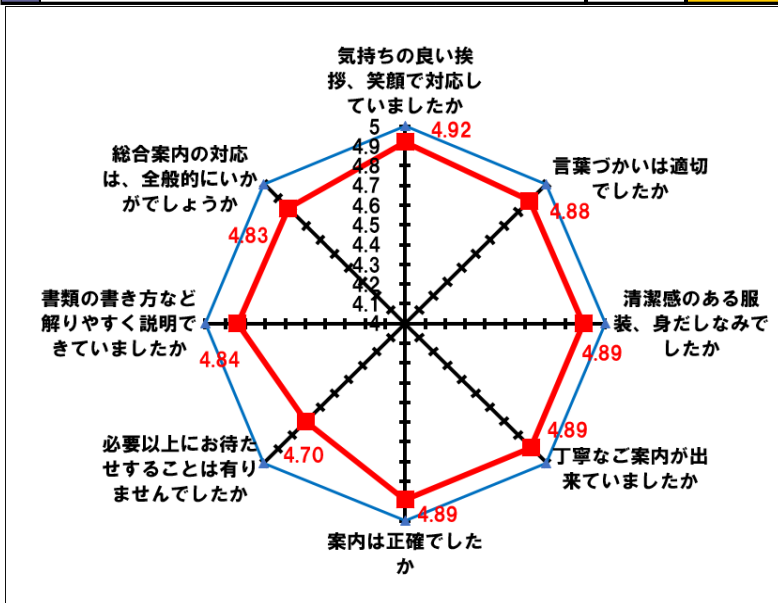 気持ちの良い挨
拶、笑顔で対応し
ていましたか
4.92
言葉づかいは適切
でしたか
4.88
清潔感のある服
装、身だしなみで
したか
4.89
4.89
丁寧なご案内が出
来ていましたか
4.89
案内は正確でした
か
4.70
必要以上にお待た
せすることは有り
ませんでしたか
書類の書き方など
解りやすく説明で
きていましたか
4.84
総合案内の対応
は、全般的にいか
がでしょうか
4.83
5
4.9
4.8
4.7
4.6
4.5
4.4
4.3
4.2
4.1
4